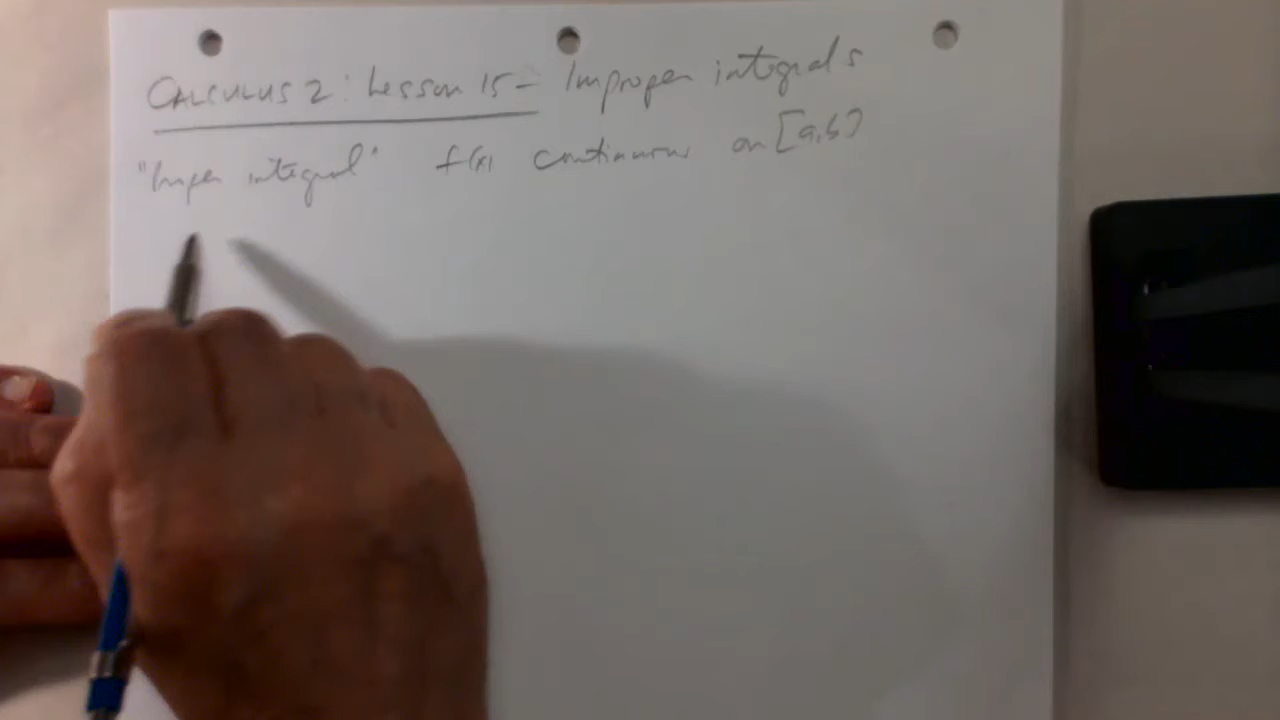 CALCULUS 2: Lesson 15 - Improper integrals
"Improper integral" f(x) continuous on [a,b]